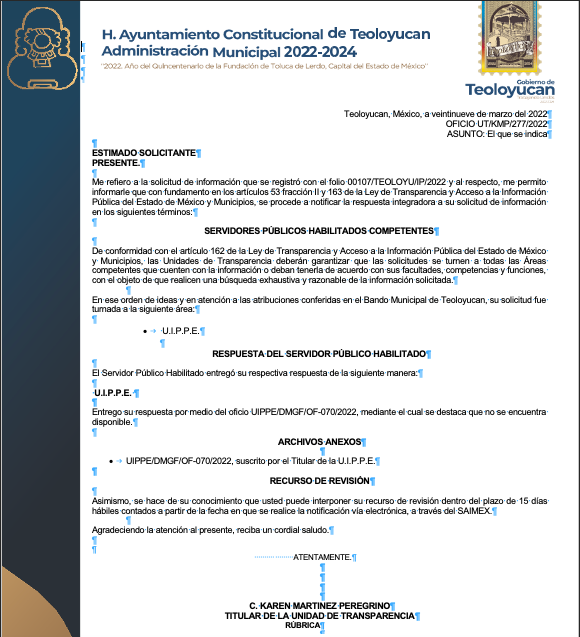 H. Ayuntamiento Constitucional de Teoloyucan
Administración Municipal 2022-2024
"2022. Año del Quincentenario de la Fundación de Toluca de Lerdo, Capital del Estado de México"
Gobierno de
Teoloyucan
Teoloyucan, México, a veintinueve de marzo del 2022
OFICIO UT/KMP/277/2022
ASUNTO: El que se indica
ESTIMADO SOLICITANTE
PRESENTE.
Me refiero a la solicitud de información que se registró con el folio 00107/TEOLOYU/IP/2022 y al respecto, me permito
informarle que con fundamento en los artículos 53 fracción II y 163 de la Ley de Transparencia y Acceso a la Información
Pública del Estado de México y Municipios, se procede a notificar la respuesta integradora a su solicitud de información
en los siguientes términos:
SERVIDORES PÚBLICOS HABILITADOS COMPETENTES
De conformidad con el artículo 162 de la Ley de Transparencia y Acceso a la Información Pública del Estado de México
y Municipios, las Unidades de Transparencia deberán garantizar que las solicitudes se turnen a todas las Áreas
competentes que cuenten con la información o deban tenerla de acuerdo con sus facultades, competencias y funciones,
con el objeto de que realicen una búsqueda exhaustiva y razonable de la información solicitada.
En ese orden de ideas y en atención a las atribuciones conferidas en el Bando Municipal de Teoloyucan, su solicitud fue
turnada a la siguiente área:
• U.I.P.P.E.
RESPUESTA DEL SERVIDOR PÚBLICO HABILITADO
El Servidor Público Habilitado entregó su respectiva respuesta de la siguiente manera:
U.I.P.P.E.
Entrego su respuesta por medio del oficio UIPPE/DMGF/OF-070/2022, mediante el cual se destaca que no se encuentra
disponible.
ARCHIVOS ANEXOS
• UIPPE/DMGF/OF-070/2022, suscrito por el Titular de la U.I.P.P.E.
RECURSO DE REVISIÓN
Asimismo, se hace de su conocimiento que usted puede interponer su recurso de revisión dentro del plazo de 15 días
hábiles contados a partir de la fecha en que se realice la notificación vía electrónica, a través del SAIMEX.
Agradeciendo la atención al presente, reciba un cordial saludo.
ATENTAMENTE.
C. KAREN MARTINEZ PEREGRINO
TITULAR DE LA UNIDAD DE TRANSPARENCIA
RÚBRICA